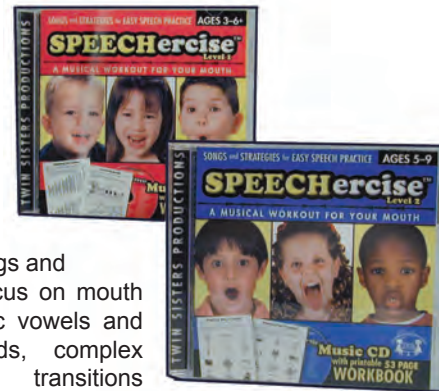 SONGS and STRATEGIES for EASY SPEECH PRACTICE AGES 3-6+
SPEECHercise™
Level 1
A MUSICAL WORKOUT FOR YOUR MOUTH
TWIN SISTERS PRODUCTIONS
Mu
W
SONGS and STRATEGIES for EASY SPEECH PRACTICE AGES 5-9
SPEECHercise™
Level 2
A MUSICAL WORKOUT FOR YOUR MOUTH
TWIN SISTERS PRODUCTIONS
Music CD
with printable 53 PAGE
WORKBOOK
gs and
cus on mouth
c vowels and
ds, complex
transitions